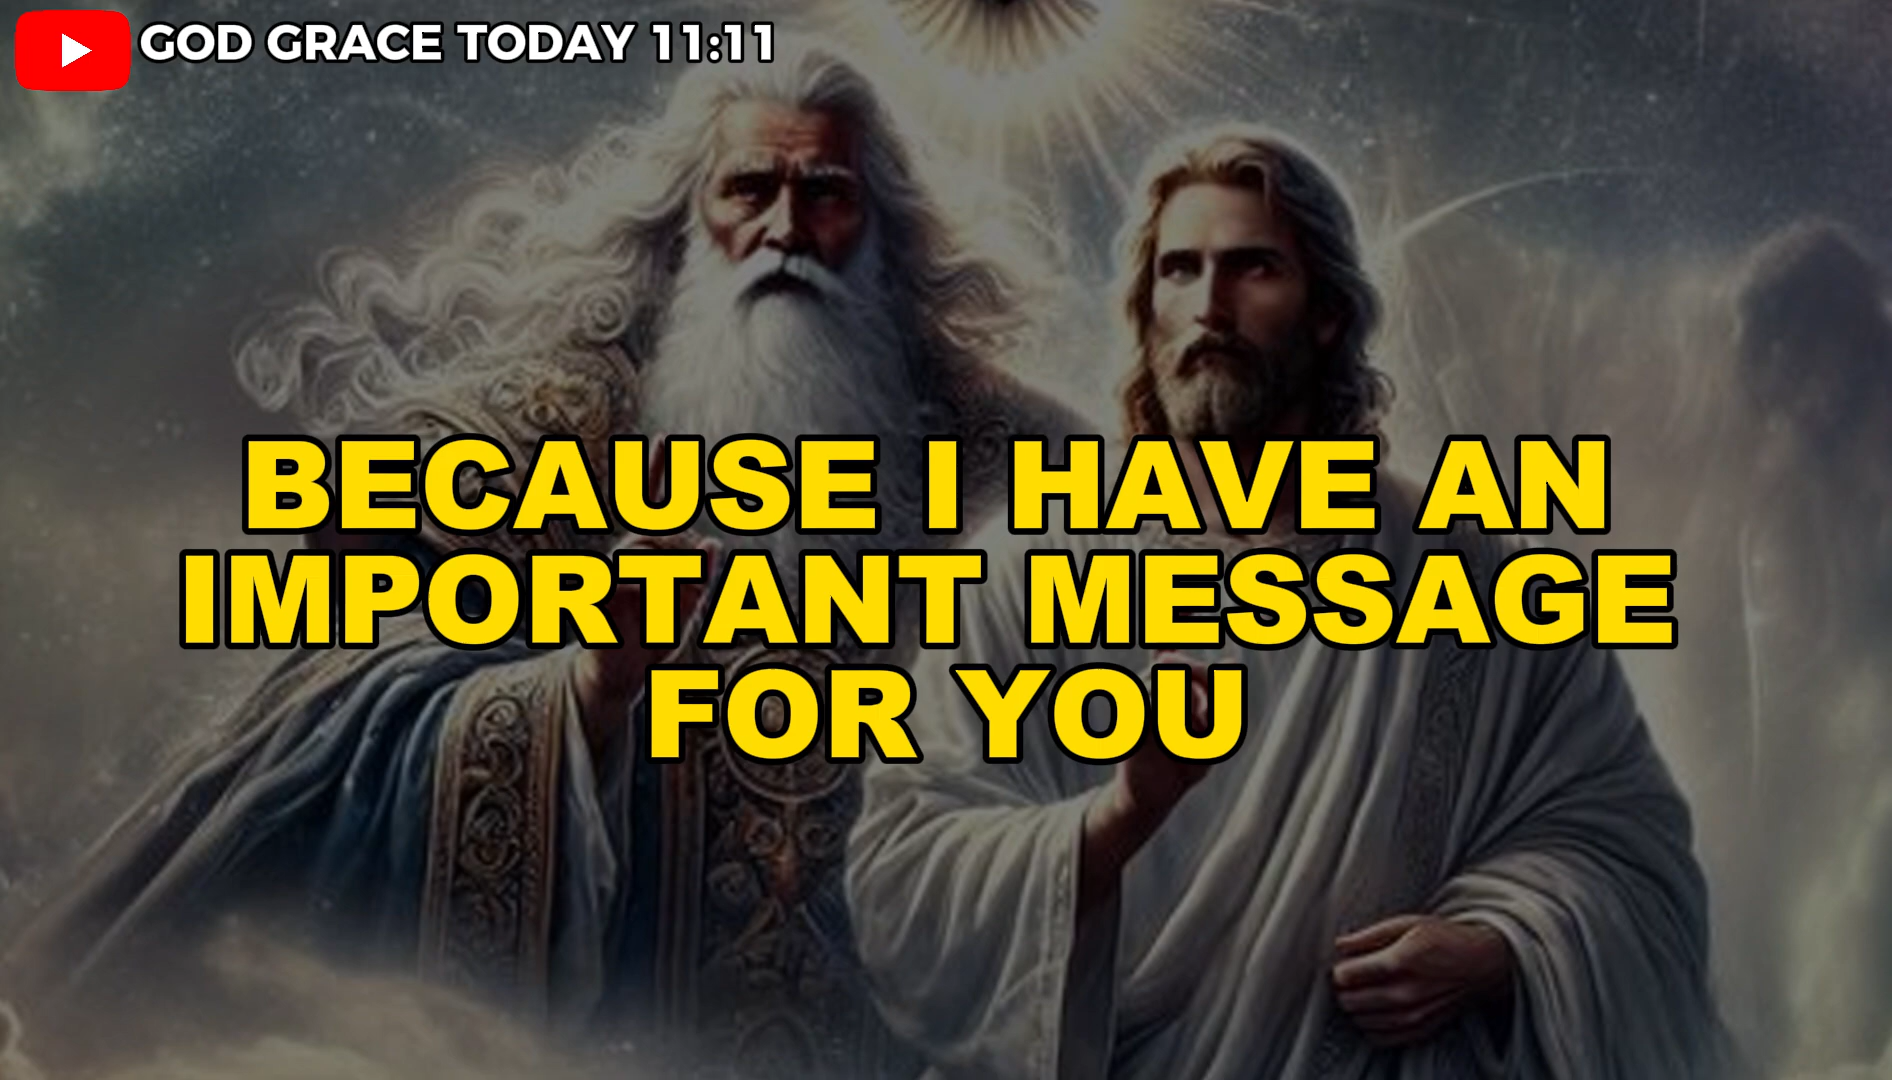 GOD GRACE TODAY 11:11
BECAUSE I HAVE AN
IMPORTANT MESSAGE
FOR YOU